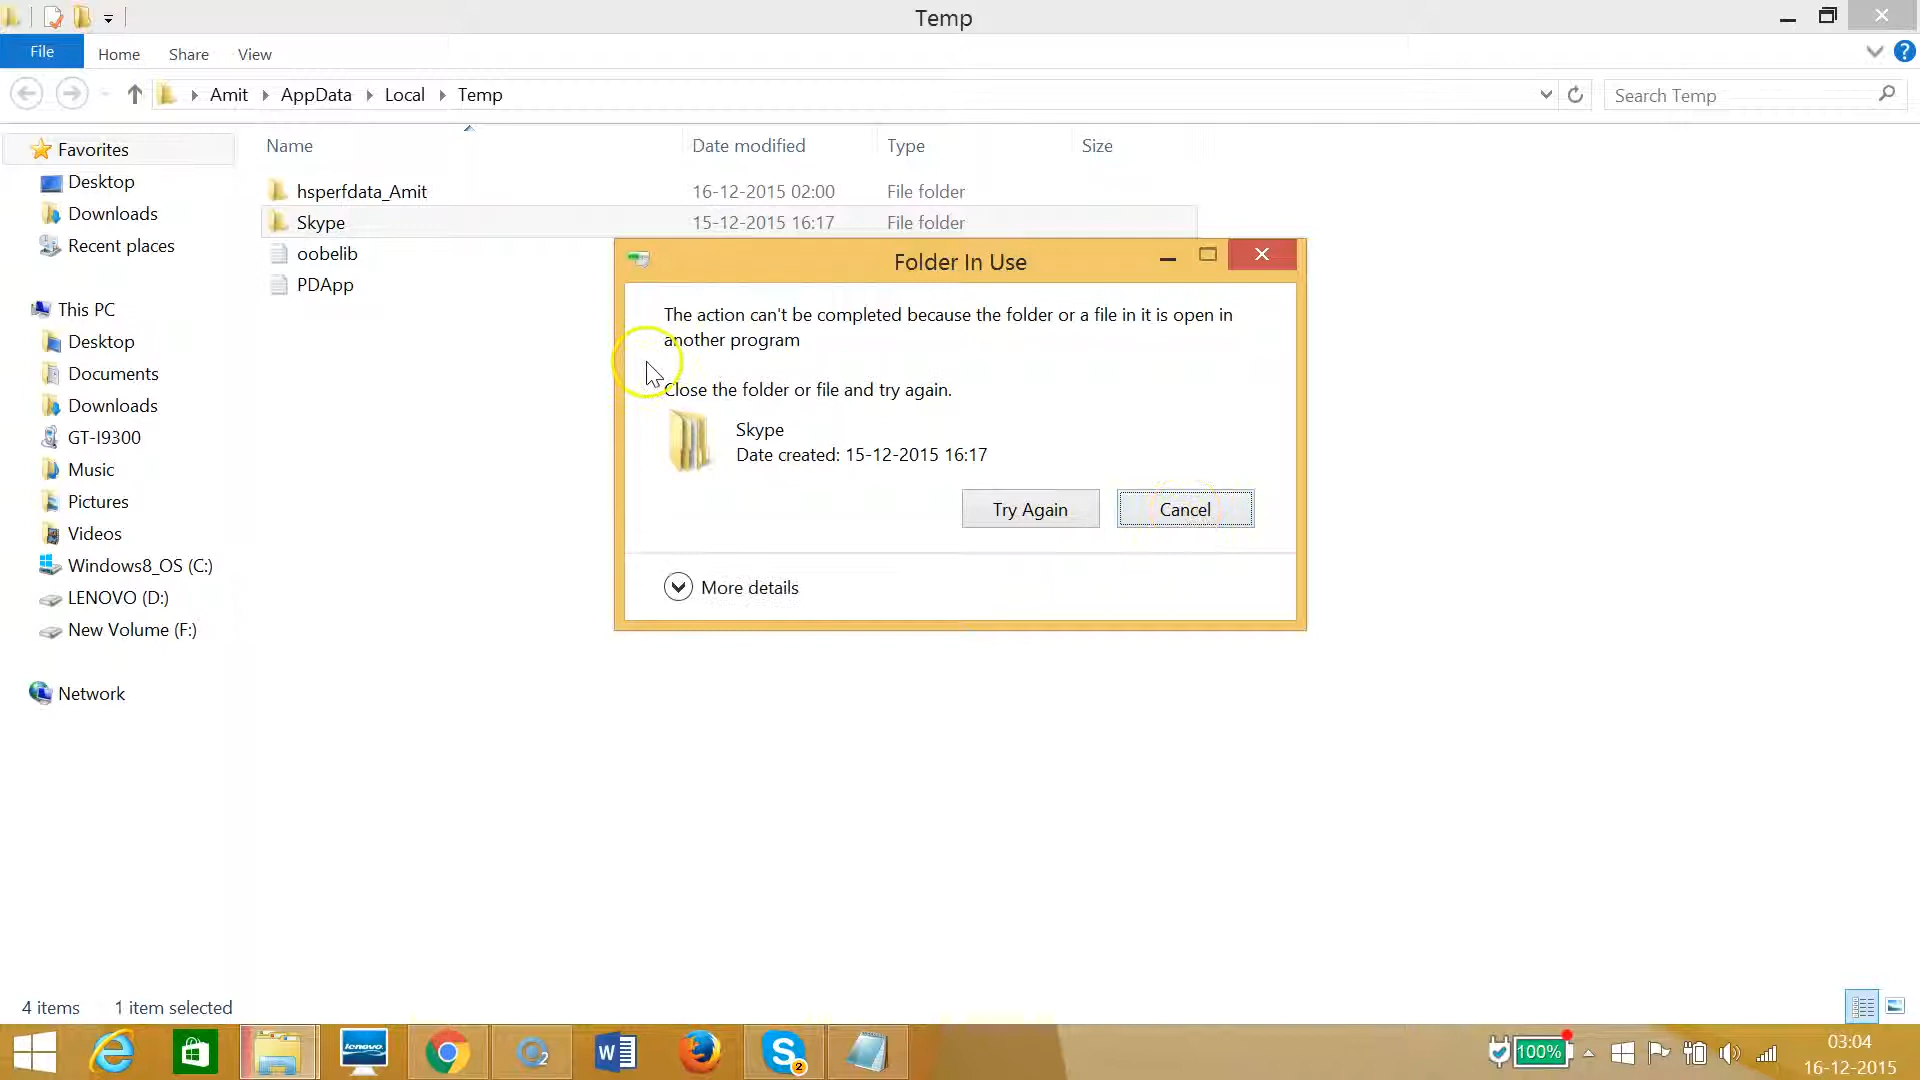 Temp
File Home Share View
Amit AppData Local Temp Search Temp
Name Date modified Type Size
Favorites
Desktop
Downloads
Recent places
This PC
Desktop
Documents
Downloads
GT-I9300
Music
Pictures
Videos
Windows8_OS (C:)
LENOVO (D:)
New Volume (F:)
Network
hsperfdata_Amit 16-12-2015 02:00 File folder
Skype 15-12-2015 16:17 File folder
oobelib
PDApp
Folder In Use
The action can't be completed because the folder or a file in it is open in
another program
Close the folder or file and try again.
Skype
Date created: 15-12-2015 16:17
Try Again Cancel
More details
4 items 1 item selected
lenovo
2
W
S
2
100%
03:04
16-12-2015